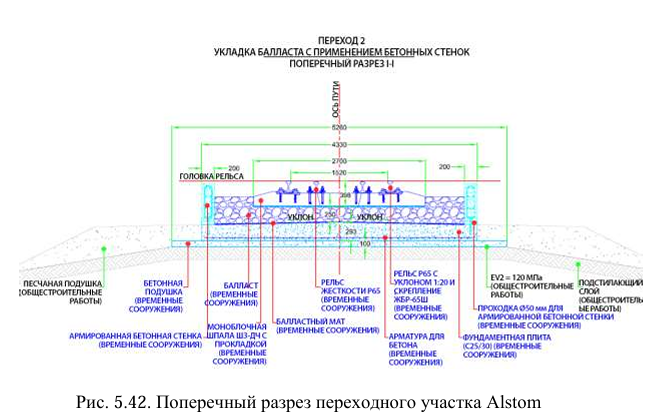 ПЕРЕХОД 2
УКЛАДКА БАЛЛАСТА С ПРИМЕНЕНИЕМ БЕТОННЫХ СТЕНОК
ПОПЕРЕЧНЫЙ РАЗРЕЗ I-I
ОСЬ ПУТИ
5260
4330
2700
1520
200
200
ГОЛОВКА РЕЛЬСА
УКЛОН
УКЛОН
250
280
100
ПЕСЧАНАЯ ПОДУШКА
(ОБЩЕСТРОИТЕЛЬНЫЕ
РАБОТЫ)
БЕТОННАЯ
ПОДУШКА
(ВРЕМЕННЫЕ
СООРУЖЕНИЯ)
БАЛЛАСТ
(ВРЕМЕННЫЕ
СООРУЖЕНИЯ)
РЕЛЬС
ЖЕСТКОСТИ Р65
(ВРЕМЕННЫЕ
СООРУЖЕНИЯ)
РЕЛЬС Р65 С
УКЛОНОМ 1:20 И
СКРЕПЛЕНИЕ
ЖБР-65Ш
(ВРЕМЕННЫЕ
СООРУЖЕНИЯ)
EV2 = 120 МПа
(ОБЩЕСТРОИТЕЛЬНЫЕ
РАБОТЫ)
ПОДСТИЛАЮЩИЙ
СЛОЙ
(ОБЩЕСТРОИТЕЛЬН
ЫЕ РАБОТЫ)
АРМИРОВАННАЯ БЕТОННАЯ СТЕНКА
(ВРЕМЕННЫЕ СООРУЖЕНИЯ)
МОНОБЛОЧНАЯ
ШПАЛА Ш3-ДЧ С
ПРОКЛАДКОЙ
(ВРЕМЕННЫЕ
СООРУЖЕНИЯ)
БАЛЛАСТНЫЙ МАТ
(ВРЕМЕННЫЕ СООРУЖЕНИЯ)
АРМАТУРА ДЛЯ
БЕТОНА
(ВРЕМЕННЫЕ
СООРУЖЕНИЯ)
ПРОХОДКА Ø50 мм ДЛЯ
АРМИРОВАННОЙ БЕТОННОЙ СТЕНКИ
(ВРЕМЕННЫЕ СООРУЖЕНИЯ)
ФУНДАМЕНТНАЯ ПЛИТА
(С25/30) (ВРЕМЕННЫЕ
СООРУЖЕНИЯ)
Рис. 5.42. Поперечный разрез переходного участка Alstom